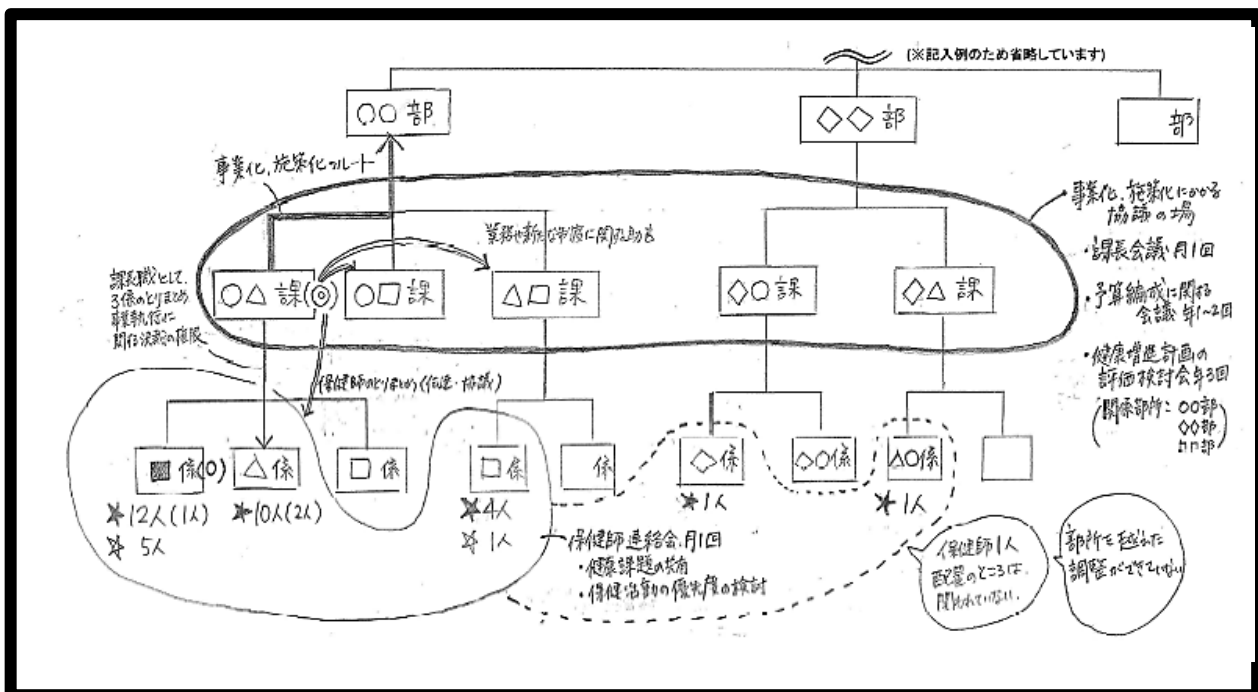 (※記入例のため省略しています)
○○部
◇◇部
部
事業化、施策化のルート
業務や新たな制度に関する助言
事業化、施策化にかかる
協議の場
・課長会議 月1回
・予算編成に関する
会議 年1~2回
・健康増進計画の
評価検討会 年3回
(関係部所:○○部
◇◇部
□□部)
課長職として、
3係のとりまとめ
事業執行に
関する決裁の権限
○△課(◎)
○□課
△□課
◇○課
◇△課
保健師のとりまとめ(伝達・協議)
■係(○)
△係
□係
□係
係
◇係
◇○係
△○係
★12人(1人)
☆5人
★10人(2人)
★4人
☆1人
★1人
★1人
保健師連絡会、月1回
・健康課題の共有
・保健活動の優先度の検討
保健師1人
配置のところは、
関われていない。
部所を越えた
調整ができていない